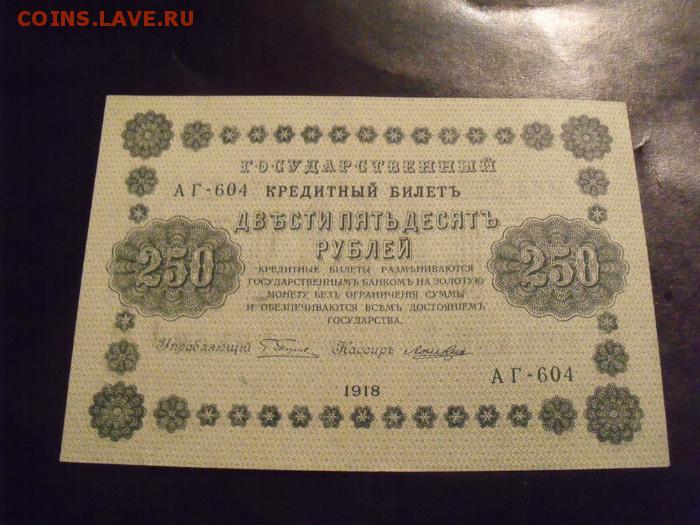 COINS.LAVE.RU
ГОСУДАРСТВЕННЫЙ
АГ-604 КРЕДИТНЫЙ БИЛЕТЪ
ДВѢСТИ ПЯТЬДЕСЯТЪ
РУБЛЕЙ
250
250
КРЕДИТНЫЕ БИЛЕТЫ РАЗМѢНИВАЮТСЯ
ГОСУДАРСТВЕННЫМЪ БАНКОМЪ НА ЗОЛОТУЮ
МОНЕТУ БЕЗЪ ОГРАНИЧЕНІЯ СУММЫ
И ОБЕЗПЕЧИВАЮТСЯ ВСѢМЪ ДОСТОЯНІЕМЪ
ГОСУДАРСТВА.
Управляющій Кассиръ
АГ-604
1918